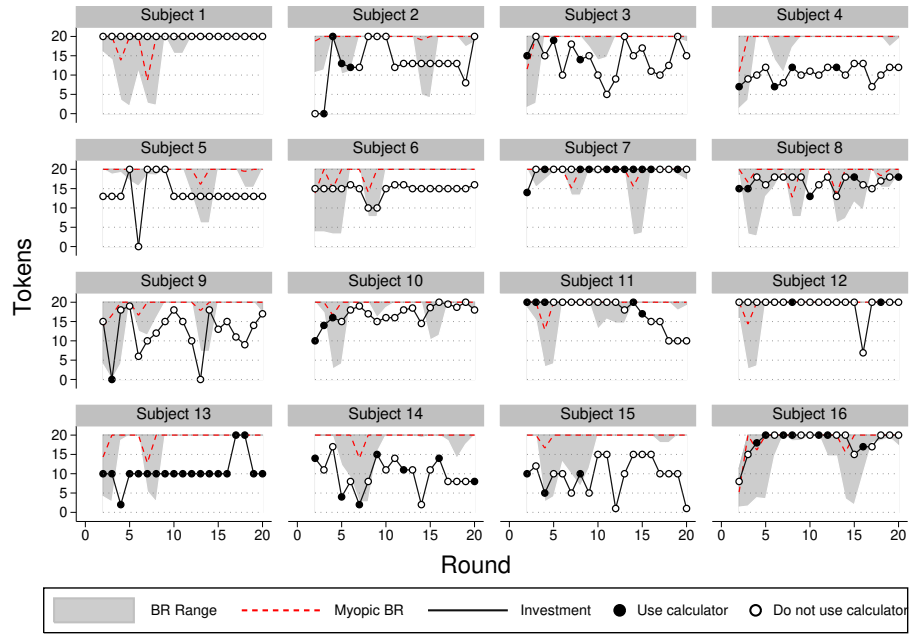 Subject 1 Subject 2 Subject 3 Subject 4
20
15
10
5
0
Subject 5 Subject 6 Subject 7 Subject 8
20
15
10
5
0
Subject 9 Subject 10 Subject 11 Subject 12
20
15
10
5
0
Subject 13 Subject 14 Subject 15 Subject 16
20
15
10
5
0
0 5 10 15 20 0 5 10 15 20 0 5 10 15 20 0 5 10 15 20
Tokens
Round
BR Range Myopic BR Investment Use calculator Do not use calculator